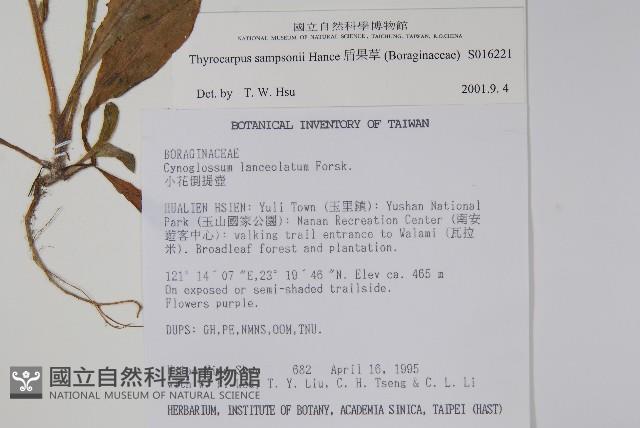 國立自然科學博物館
NATIONAL MUSEUM OF NATURAL SCIENCE, TAICHUNG, TAIWAN, R.O.CHINA
Thyrocarpus sampsonii Hance 盾果草 (Boraginaceae) S016221
Det. by T. W. Hsu 2001.9. 4
BOTANICAL INVENTORY OF TAIWAN
BORAGINACEAE
Cynoglossum lanceolatum Forsk.
小花倒提壺
HUALIEN HSIEN: Yuli Town (玉里鎮): Yushan National
Park (玉山國家公園): Nanan Recreation Center (南安
遊客中心): walking trail entrance to Walami (瓦拉
米). Broadleaf forest and plantation.
121° 14´ 07 ″E,23° 19´ 46 ″N. Elev ca. 465 m
On exposed or semi-shaded trailside.
Flowers purple.
DUPS: GH,PE,NMNS,OOM,TNU.
682 April 16, 1995
T. Y. Liu, C. H. Tseng & C. L. Li
HERBARIUM, INSTITUTE OF BOTANY, ACADEMIA SINICA, TAIPEI (HAST)
國立自然科學博物館
NATIONAL MUSEUM OF NATURAL SCIENCE